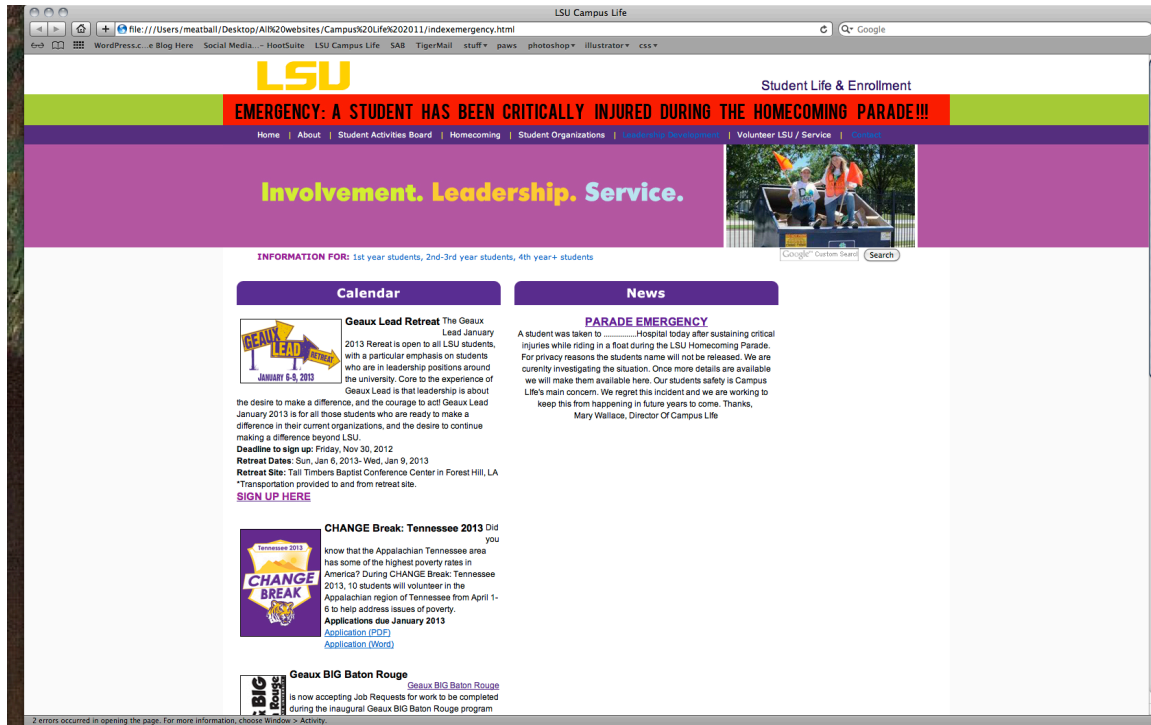 LSU Campus Life
file:///Users/meatball/Desktop/All%20websites/Campus%20Life%202011/indexemergency.html
Google
WordPress.c...e Blog Here Social Media...- HootSuite LSU Campus Life SAB TigerMail stuff paws photoshop illustrator css
LSU
Student Life & Enrollment
EMERGENCY: A STUDENT HAS BEEN CRITICALLY INJURED DURING THE HOMECOMING PARADE!!!
Home | About | Student Activities Board | Homecoming | Student Organizations | Leadership Development | Volunteer LSU / Service | Contact
Involvement. Leadership. Service.
INFORMATION FOR: 1st year students, 2nd-3rd year students, 4th year+ students
Google™ Custom Searcl Search
Calendar
GEAUX
LEAD
RETREAT
JANUARY 6-9, 2013
Geaux Lead Retreat The Geaux
Lead January
2013 Rereat is open to all LSU students,
with a particular emphasis on students
who are in leadership positions around
the university. Core to the experience of
Geaux Lead is that leadership is about
the desire to make a difference, and the courage to act! Geaux Lead
January 2013 is for all those students who are ready to make a
difference in their current organizations, and the desire to continue
making a difference beyond LSU.
Deadline to sign up: Friday, Nov 30, 2012
Retreat Dates: Sun, Jan 6, 2013- Wed, Jan 9, 2013
Retreat Site: Tall Timbers Baptist Conference Center in Forest Hill, LA
*Transportation provided to and from retreat site.
SIGN UP HERE
Tennessee 2013
CHANGE
BREAK
CHANGE Break: Tennessee 2013 Did
you
know that the Appalachian Tennessee area
has some of the highest poverty rates in
America? During CHANGE Break: Tennessee
2013, 10 students will volunteer in the
Appalachian region of Tennessee from April 1-
6 to help address issues of poverty.
Applications due January 2013
Application (PDF)
Application (Word)
BIG
Rouge
Geaux BIG Baton Rouge
Geaux BIG Baton Rouge
is now accepting Job Requests for work to be completed
during the inaugural Geaux BIG Baton Rouge program
News
PARADE EMERGENCY
A student was taken to ...............Hospital today after sustaining critical
injuries while riding in a float during the LSU Homecoming Parade.
For privacy reasons the students name will not be released. We are
curenlty investigating the situation. Once more details are available
we will make them available here. Our students safety is Campus
LIfe's main concern. We regret this incident and we are working to
keep this from happening in future years to come. Thanks,
Mary Wallace, Director Of Campus LIfe
2 errors occurred in opening the page. For more information, choose Window > Activity.